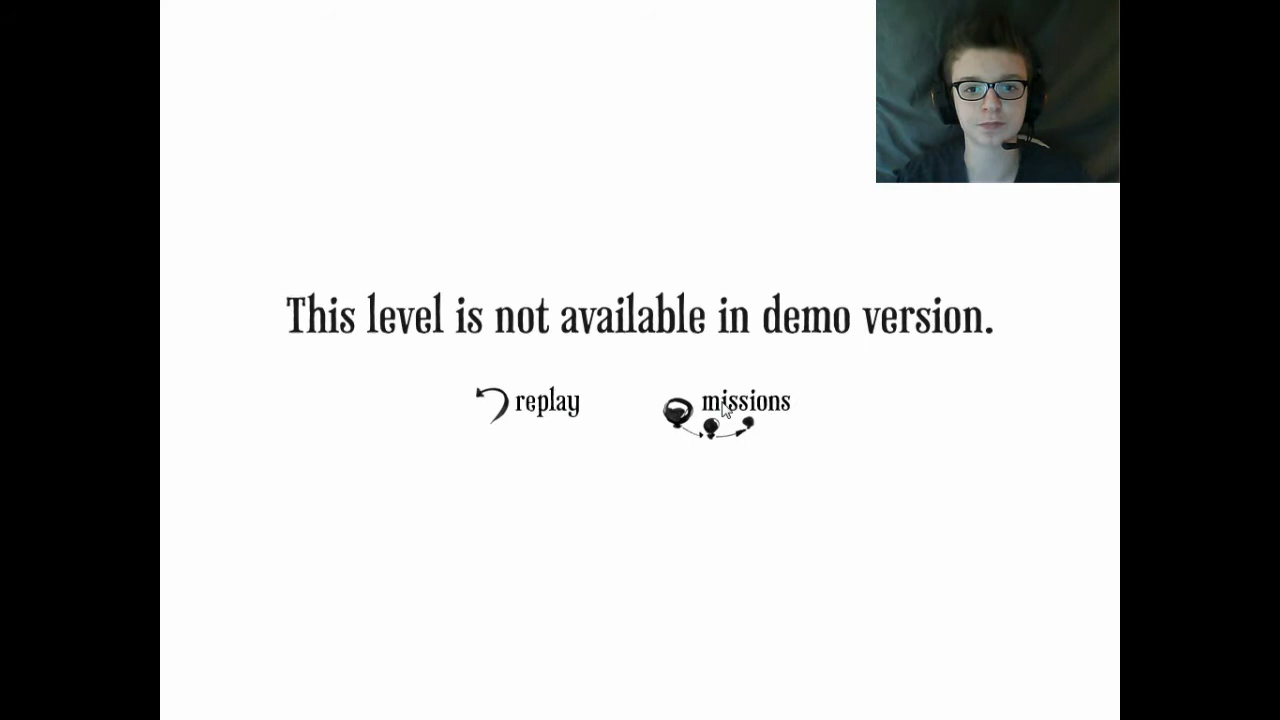 This level is not available in demo version.
replay
missions